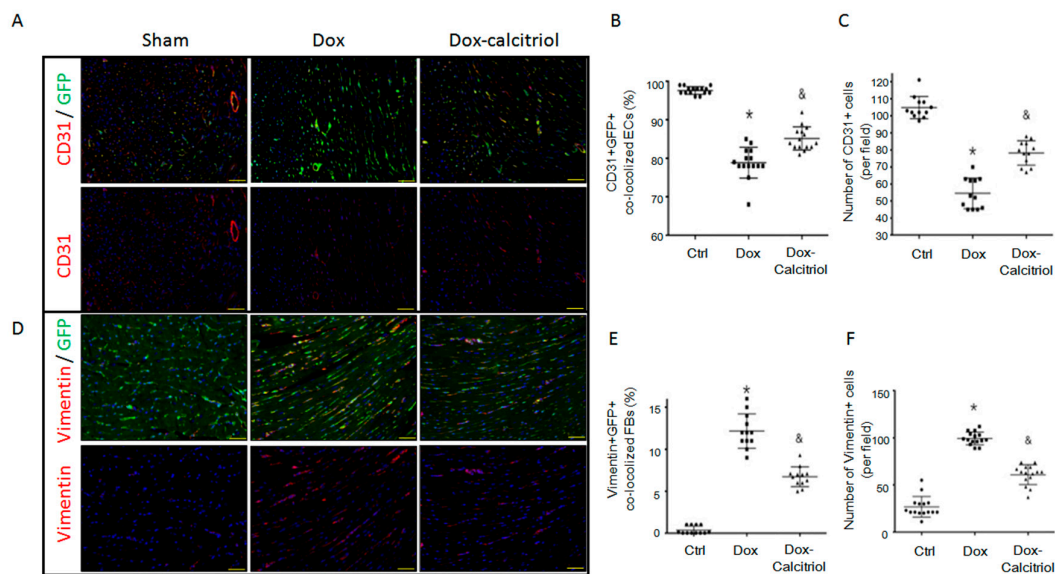 A
Sham
Dox
Dox-calcitriol
CD31 / GFP
CD31
D
Vimentin / GFP
Vimentin
B
CD31+GFP+
co-locolized ECs (%)
100
90
80
70
60
*
&
Ctrl
Dox
Dox-
Calcitriol
C
Number of CD31+ cells
(per field)
120
110
100
90
80
70
60
50
40
30
*
&
Ctrl
Dox
Dox-
Calcitriol
E
Vimentin+GFP+
co-locolized FBs (%)
15
10
5
0
*
&
Ctrl
Dox
Dox-
Calcitriol
F
Number of Vimentin+ cells
(per field)
150
100
50
0
*
&
Ctrl
Dox
Dox-
Calcitriol